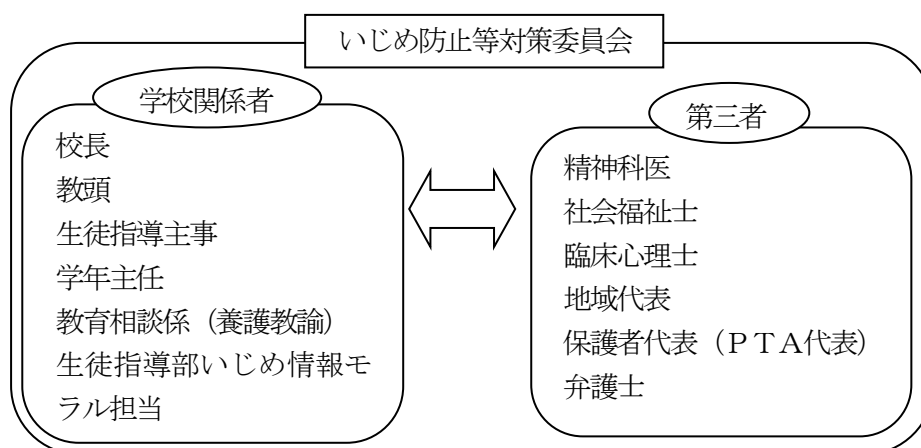 いじめ防止等対策委員会
学校関係者
校長
教頭
生徒指導主事
学年主任
教育相談係（養護教諭）
生徒指導部いじめ情報モ
ラル担当
第三者
精神科医
社会福祉士
臨床心理士
地域代表
保護者代表（ＰＴＡ代表）
弁護士